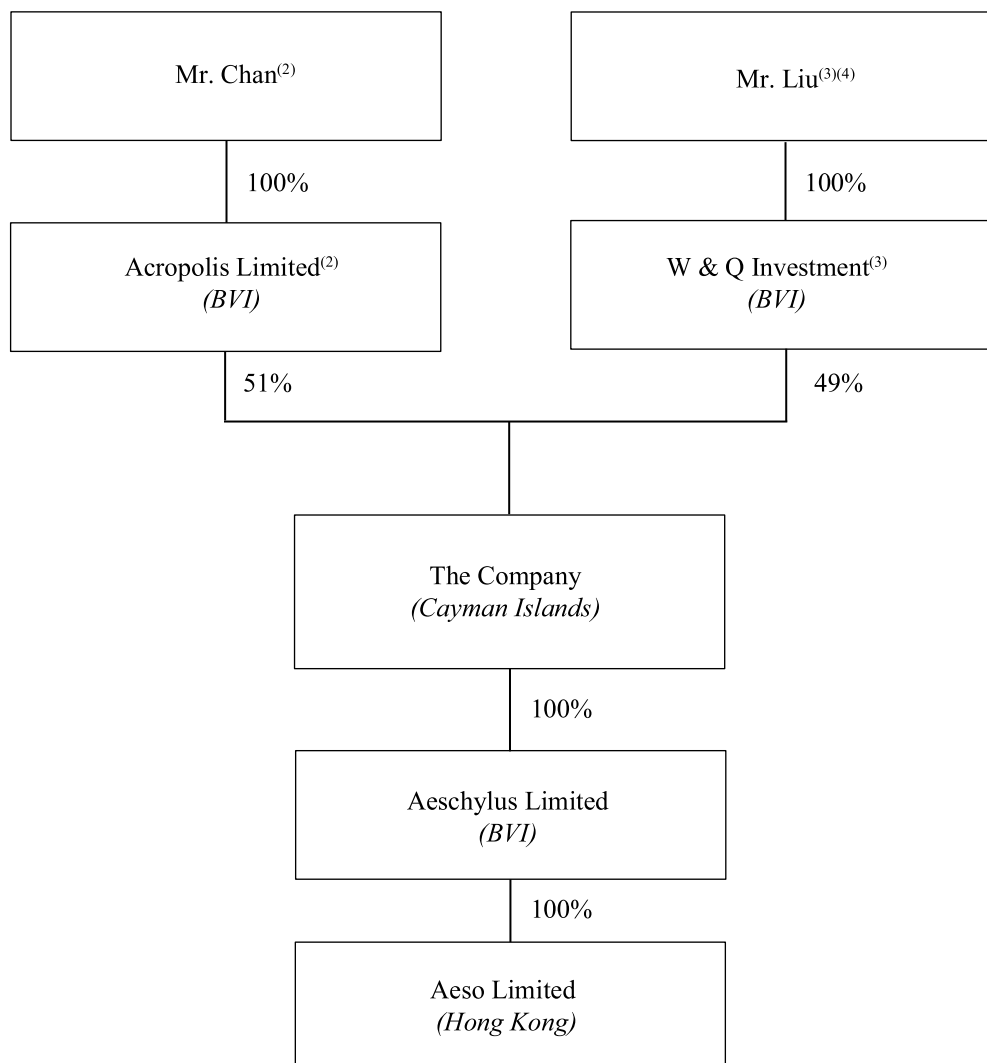 Mr. Chan(2)
Mr. Liu(3)(4)
100%
100%
Acropolis Limited(2)
(BVI)
W & Q Investment(3)
(BVI)
51%
49%
The Company
(Cayman Islands)
100%
Aeschylus Limited
(BVI)
100%
Aeso Limited
(Hong Kong)